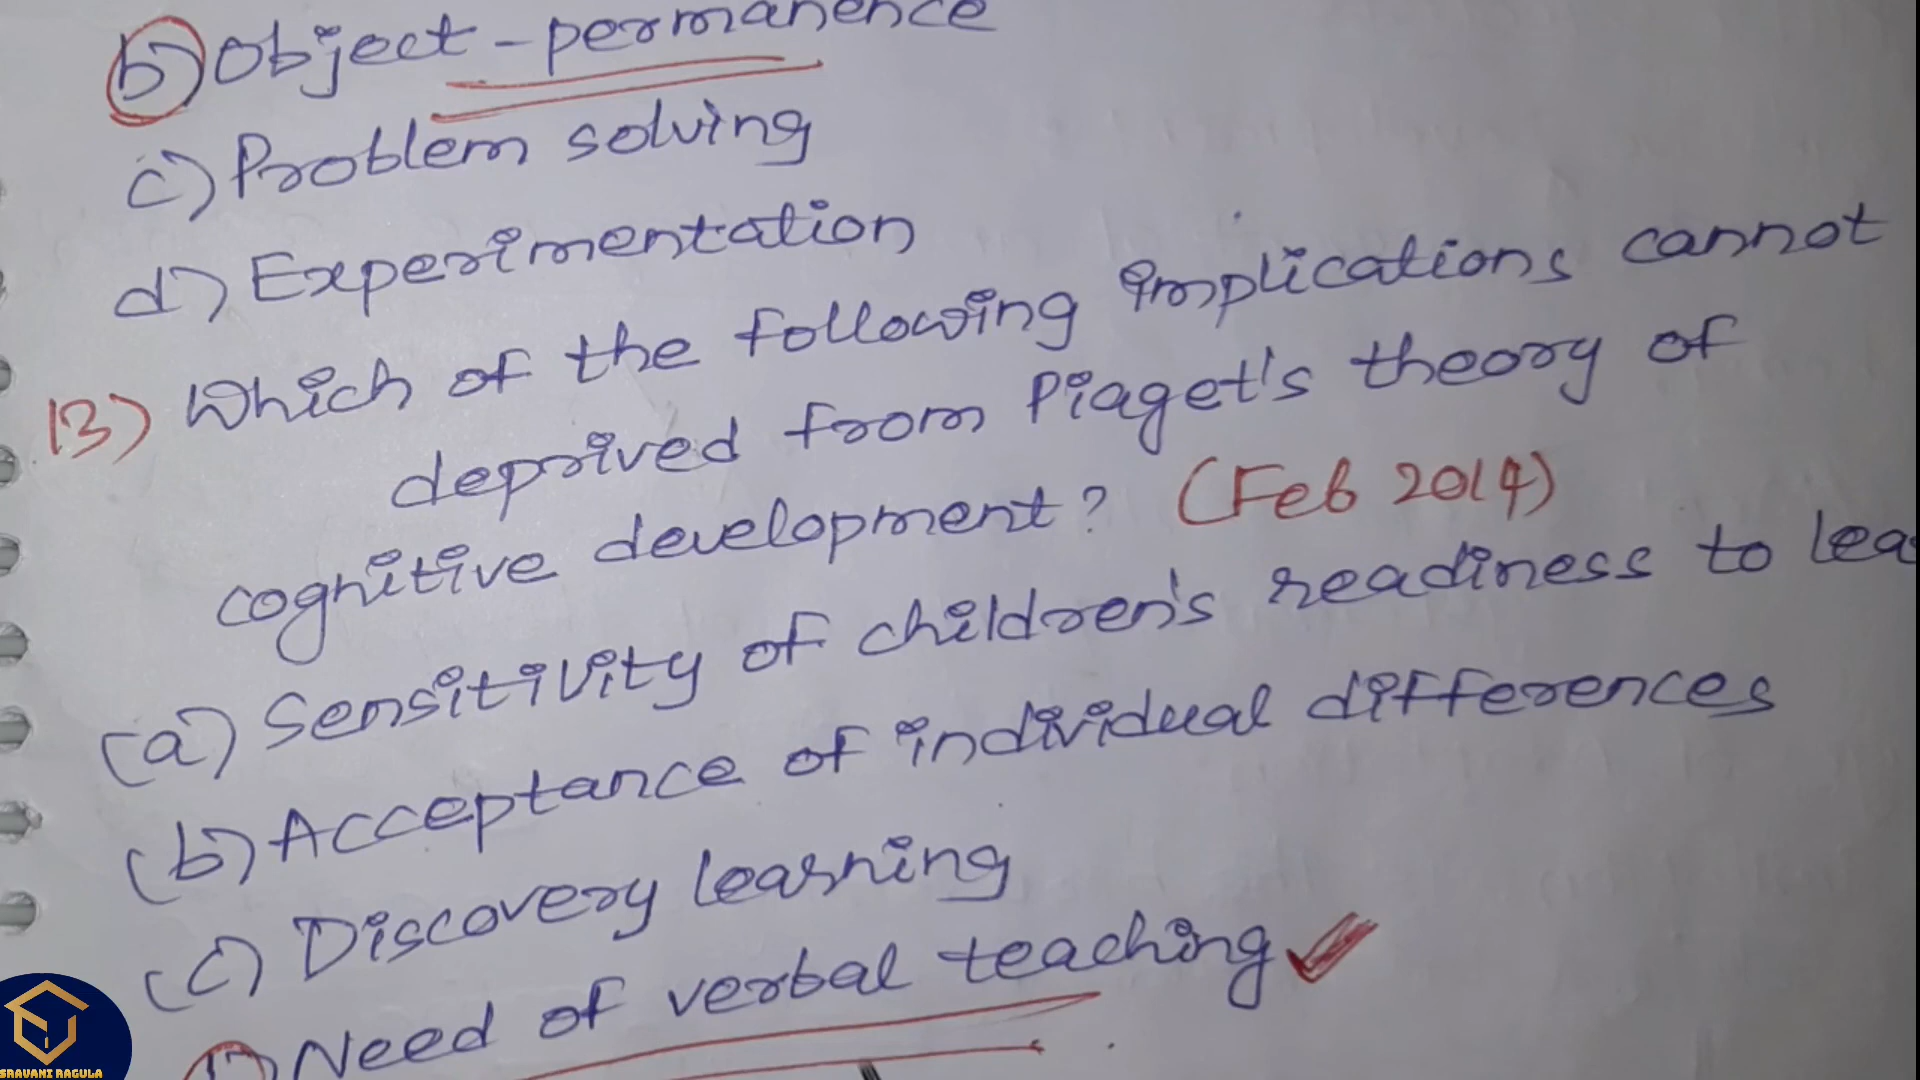 b) Object - permanence
c) Problem solving
d) Experimentation
13) Which of the following implications cannot
deprived from Piaget's theory of
cognitive development? (Feb 2014)
(a) Sensitivity of children's readiness to lea
(b) Acceptance of individual differences
(c) Discovery learning
Need of verbal teaching
SRAVANI RAGULA